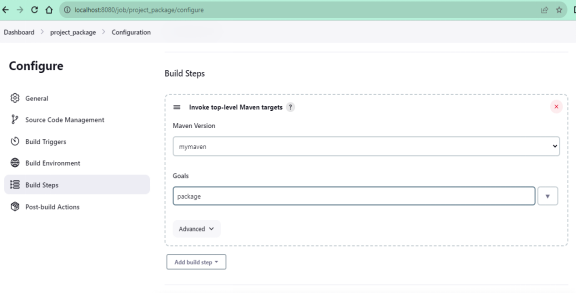 localhost:8080/job/project_package/configure
Dashboard > project_package > Configuration
Configure
General
Source Code Management
Build Triggers
Build Environment
Build Steps
Post-build Actions
Build Steps
Invoke top-level Maven targets ?
Maven Version
mymaven
Goals
package
Advanced
Add build step